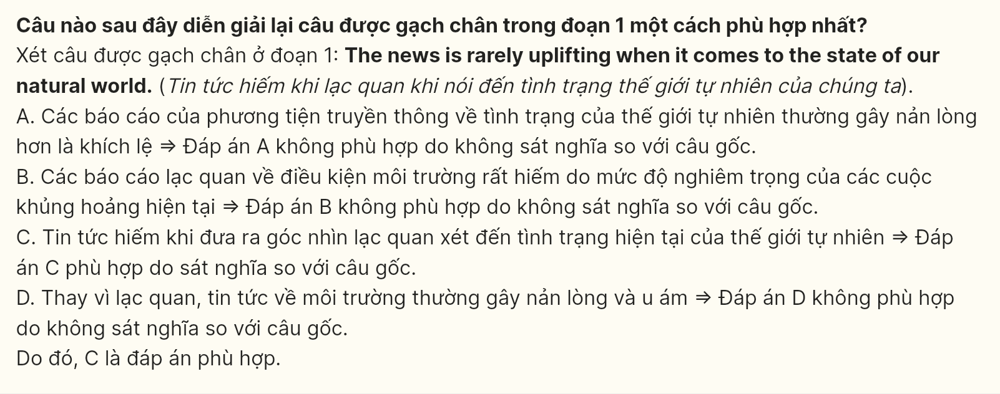 Câu nào sau đây diễn giải lại câu được gạch chân trong đoạn 1 một cách phù hợp nhất?
Xét câu được gạch chân ở đoạn 1: The news is rarely uplifting when it comes to the state of our
natural world. (Tin tức hiếm khi lạc quan khi nói đến tình trạng thế giới tự nhiên của chúng ta).
A. Các báo cáo của phương tiện truyền thông về tình trạng của thế giới tự nhiên thường gây nản lòng
hơn là khích lệ ⇒ Đáp án A không phù hợp do không sát nghĩa so với câu gốc.
B. Các báo cáo lạc quan về điều kiện môi trường rất hiếm do mức độ nghiêm trọng của các cuộc
khủng hoảng hiện tại ⇒ Đáp án B không phù hợp do không sát nghĩa so với câu gốc.
C. Tin tức hiếm khi đưa ra góc nhìn lạc quan xét đến tình trạng hiện tại của thế giới tự nhiên ⇒ Đáp
án C phù hợp do sát nghĩa so với câu gốc.
D. Thay vì lạc quan, tin tức về môi trường thường gây nản lòng và u ám ⇒ Đáp án D không phù hợp
do không sát nghĩa so với câu gốc.
Do đó, C là đáp án phù hợp.